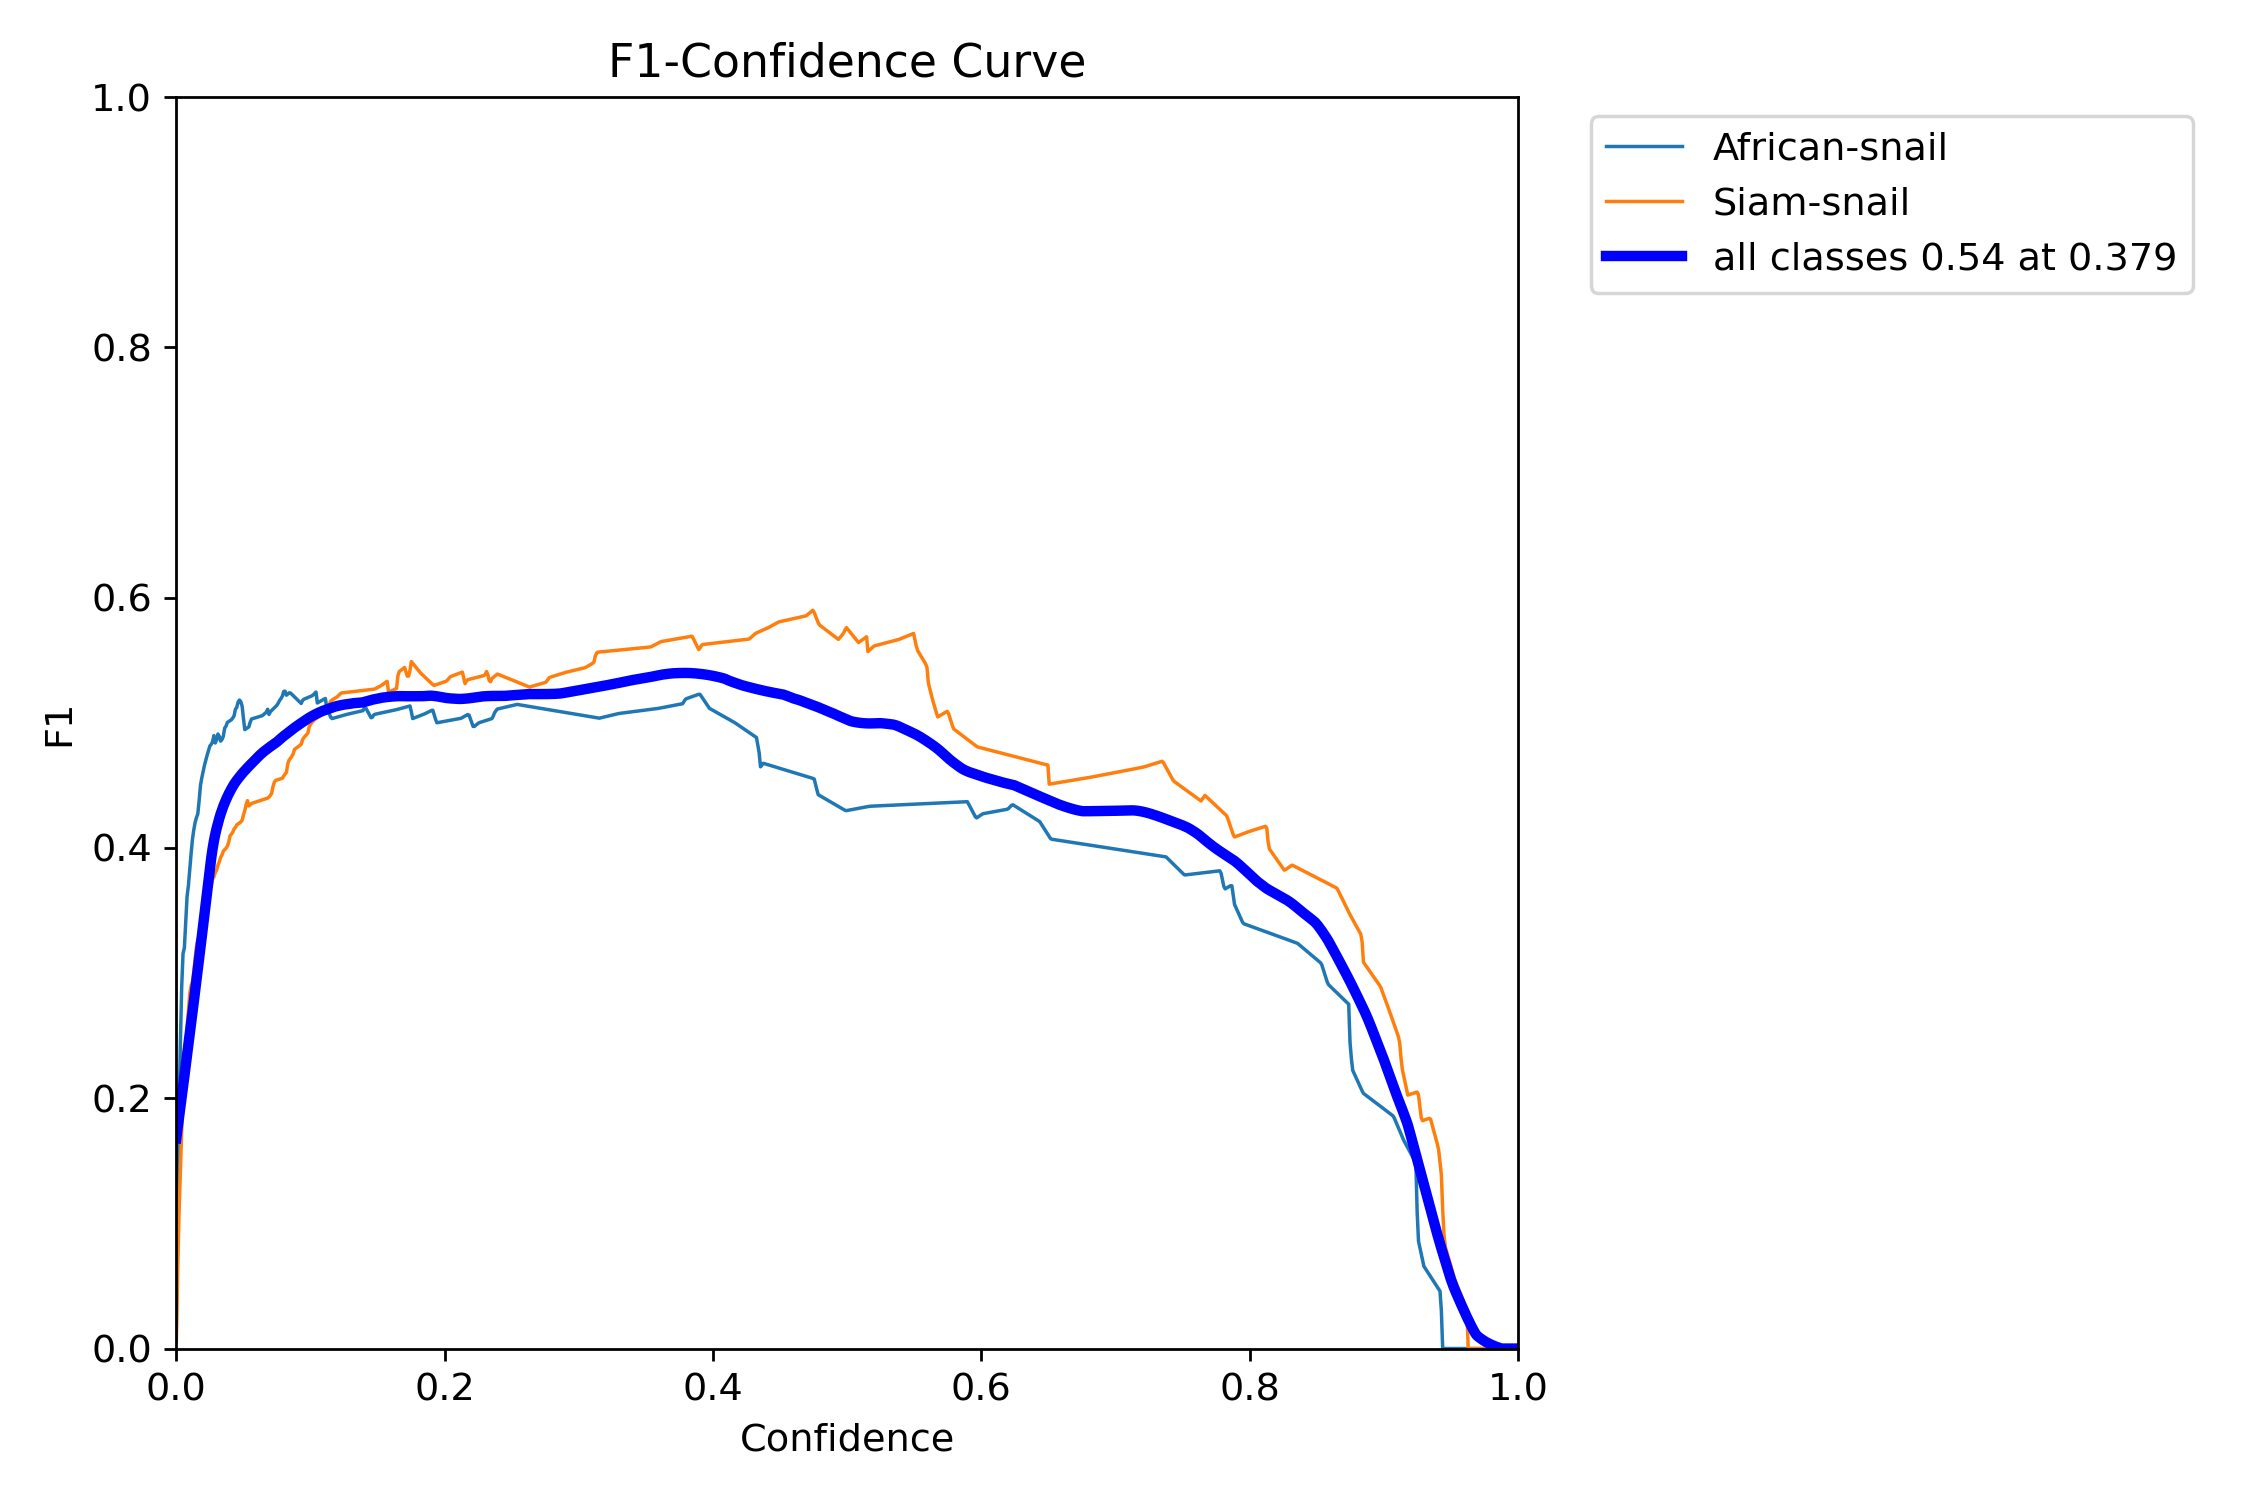 F1-Confidence Curve
African-snail
Siam-snail
all classes 0.54 at 0.379
1.0
0.8
0.6
0.4
0.2
0.0
F1
0.0 0.2 0.4 0.6 0.8 1.0
Confidence